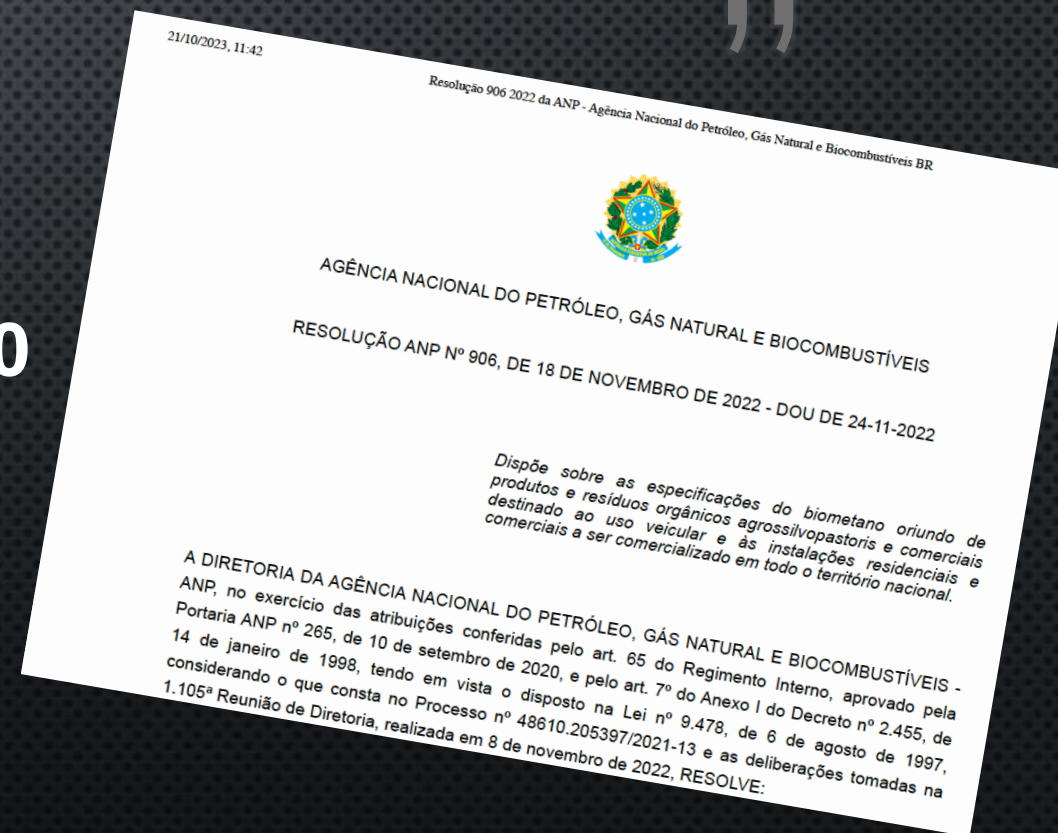 ”
21/10/2023, 11:42
Resolução 906 2022 da ANP - Agência Nacional do Petróleo, Gás Natural e Biocombustíveis BR
AGÊNCIA NACIONAL DO PETRÓLEO, GÁS NATURAL E BIOCOMBUSTÍVEIS
0
RESOLUÇÃO ANP Nº 906, DE 18 DE NOVEMBRO DE 2022 - DOU DE 24-11-2022
Dispõe sobre as especificações do biometano oriundo de
produtos e resíduos orgânicos agrossilvopastoris e comerciais
destinado ao uso veicular e às instalações residenciais e
comerciais a ser comercializado em todo o território nacional.
A DIRETORIA DA AGÊNCIA NACIONAL DO PETRÓLEO, GÁS NATURAL E BIOCOMBUSTÍVEIS -
ANP, no exercício das atribuições conferidas pelo art. 65 do Regimento Interno, aprovado pela
Portaria ANP nº 265, de 10 de setembro de 2020, e pelo art. 7º do Anexo I do Decreto nº 2.455, de
14 de janeiro de 1998, tendo em vista o disposto na Lei nº 9.478, de 6 de agosto de 1997,
considerando o que consta no Processo nº 48610.205397/2021-13 e as deliberações tomadas na
1.105ª Reunião de Diretoria, realizada em 8 de novembro de 2022, RESOLVE: